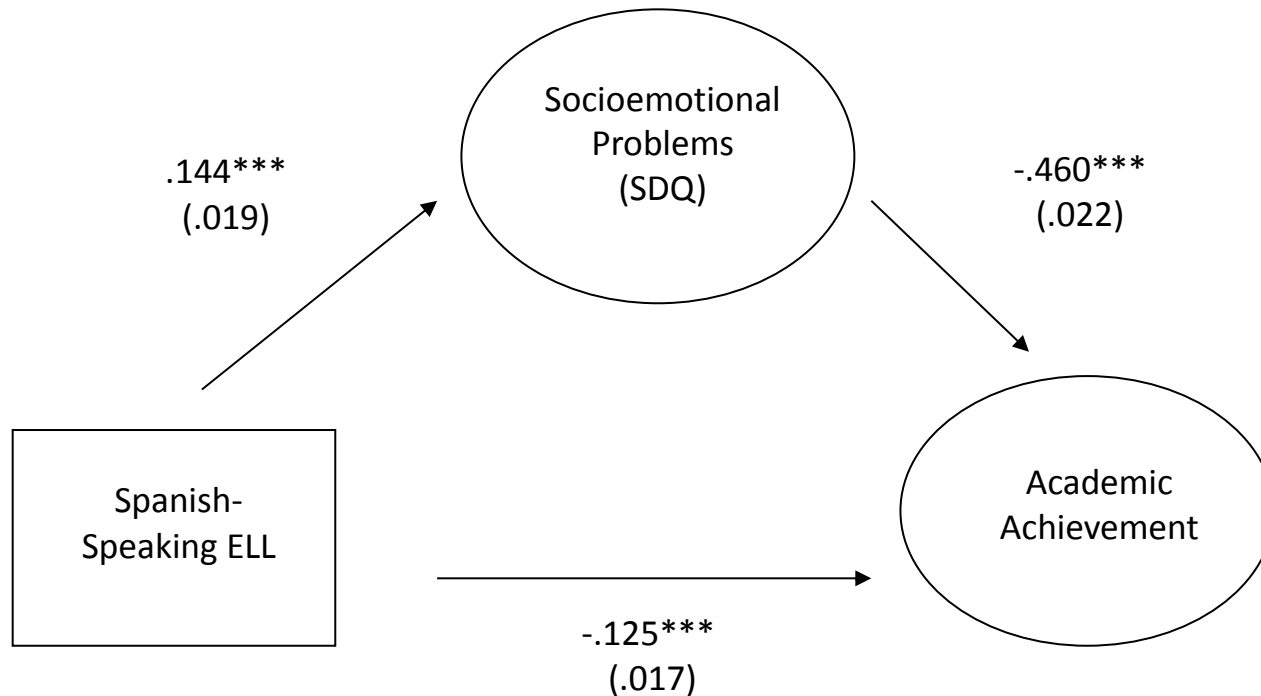 Socioemotional
Problems
(SDQ)
.144***
(.019)
-.460***
(.022)
Spanish-
Speaking ELL
Academic
Achievement
-.125***
(.017)